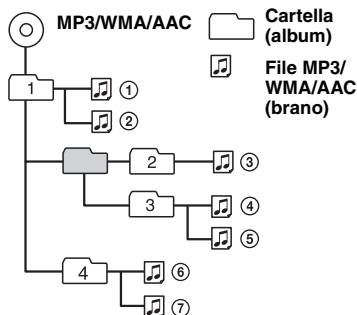 MP3/WMA/AAC
Cartella
(album)
File MP3/
WMA/AAC
(brano)
1
①
②
2
③
3
④
⑤
4
⑥
⑦